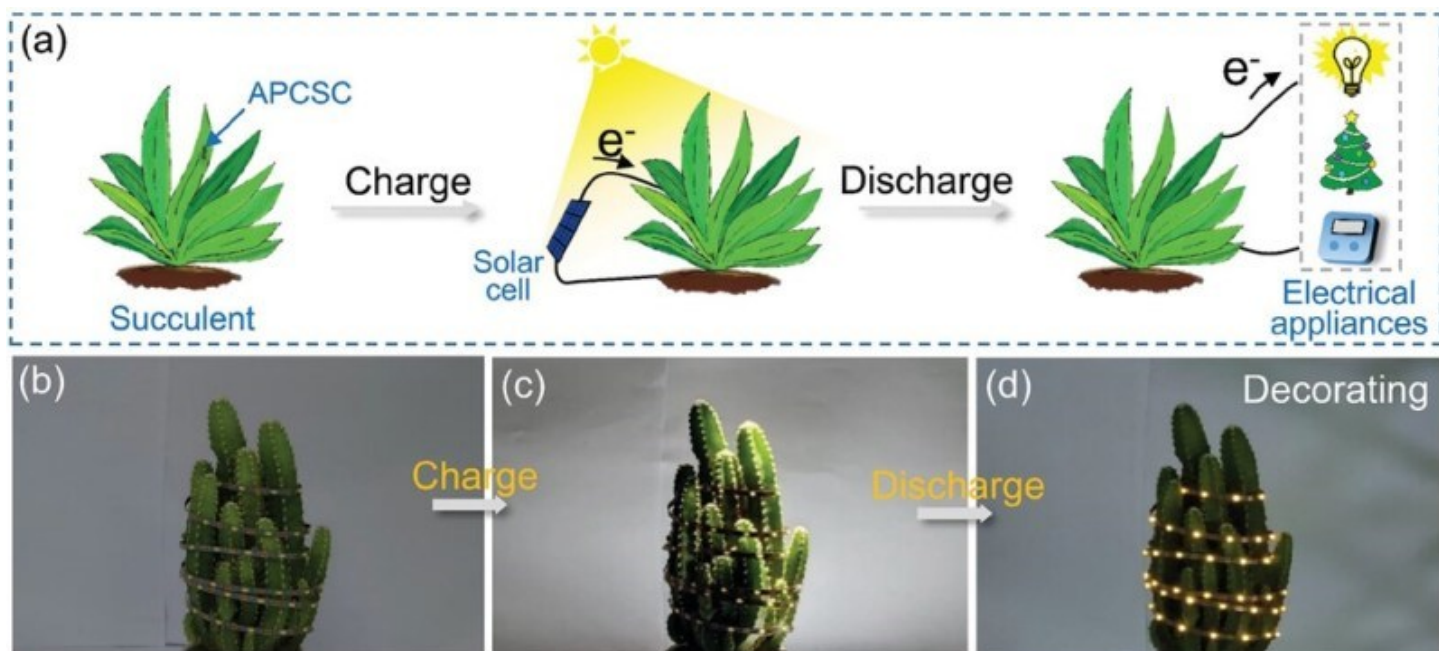 (a)
APCSC
Succulent
Charge
e-
Solar
cell
Discharge
e-
Electrical
appliances
(b)
Charge
(c)
Discharge
(d)
Decorating